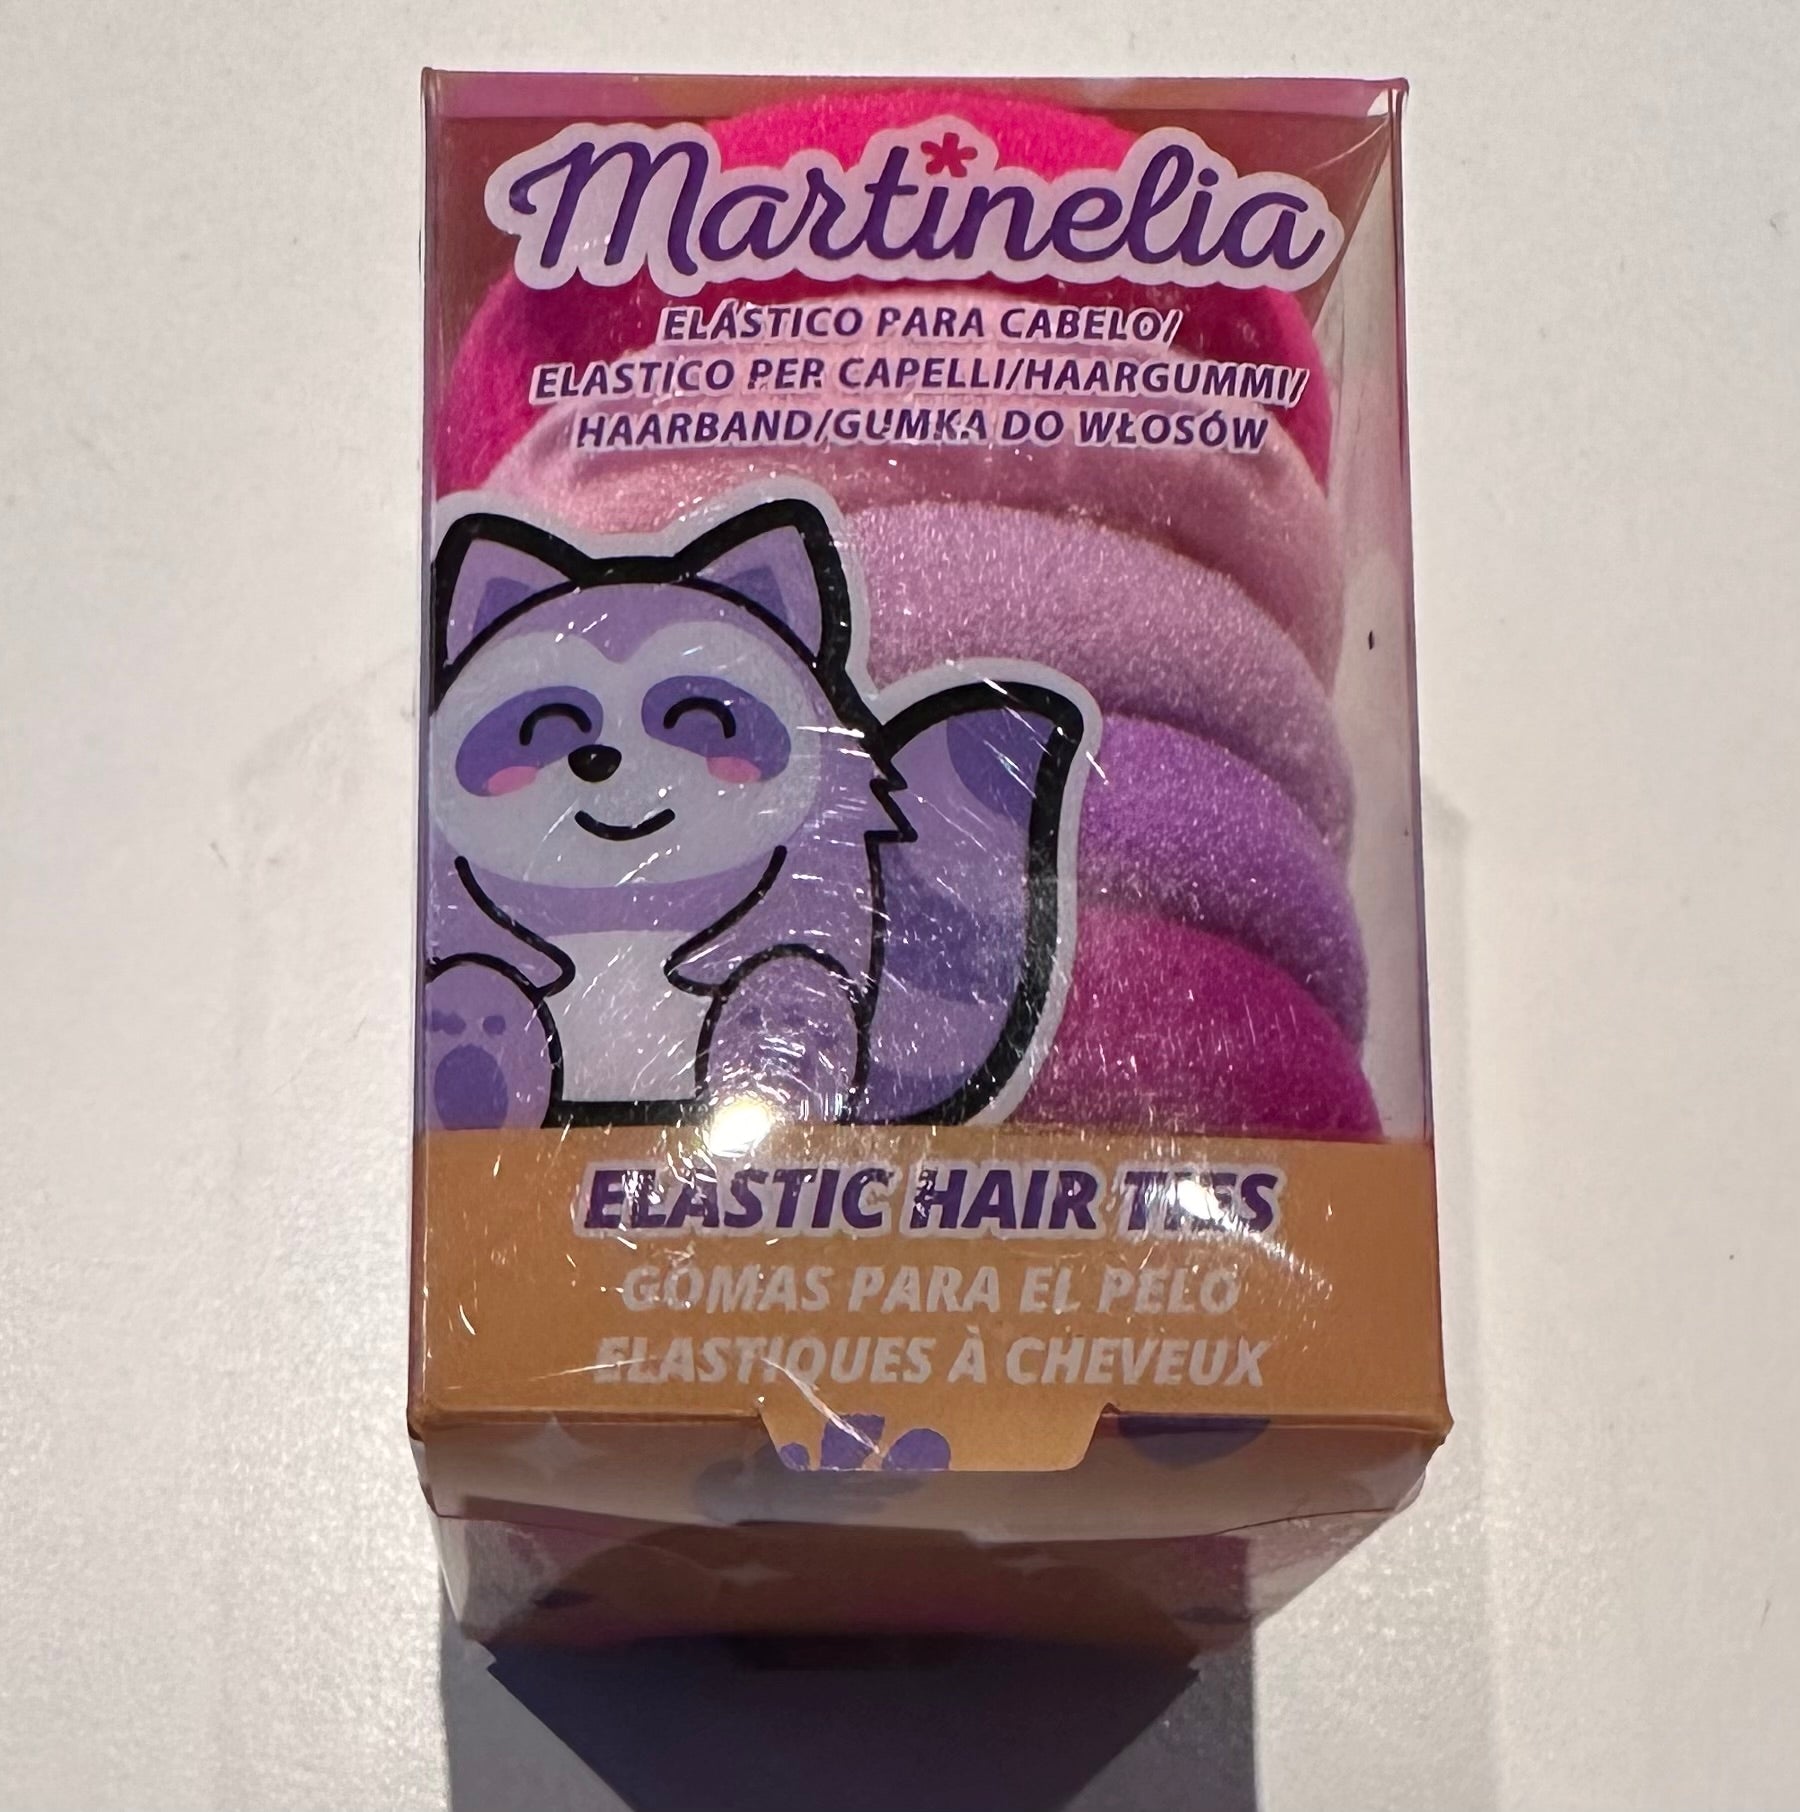 Martinelia
ELÁSTICO PARA CABELO/
ELASTICO PER CAPELLI/HAARGUMMI/
HAARBAND/GUMKA DO WŁOSÓW
ELASTIC HAIR TIES
GOMAS PARA EL PELO
ELASTIQUES À CHEVEUX